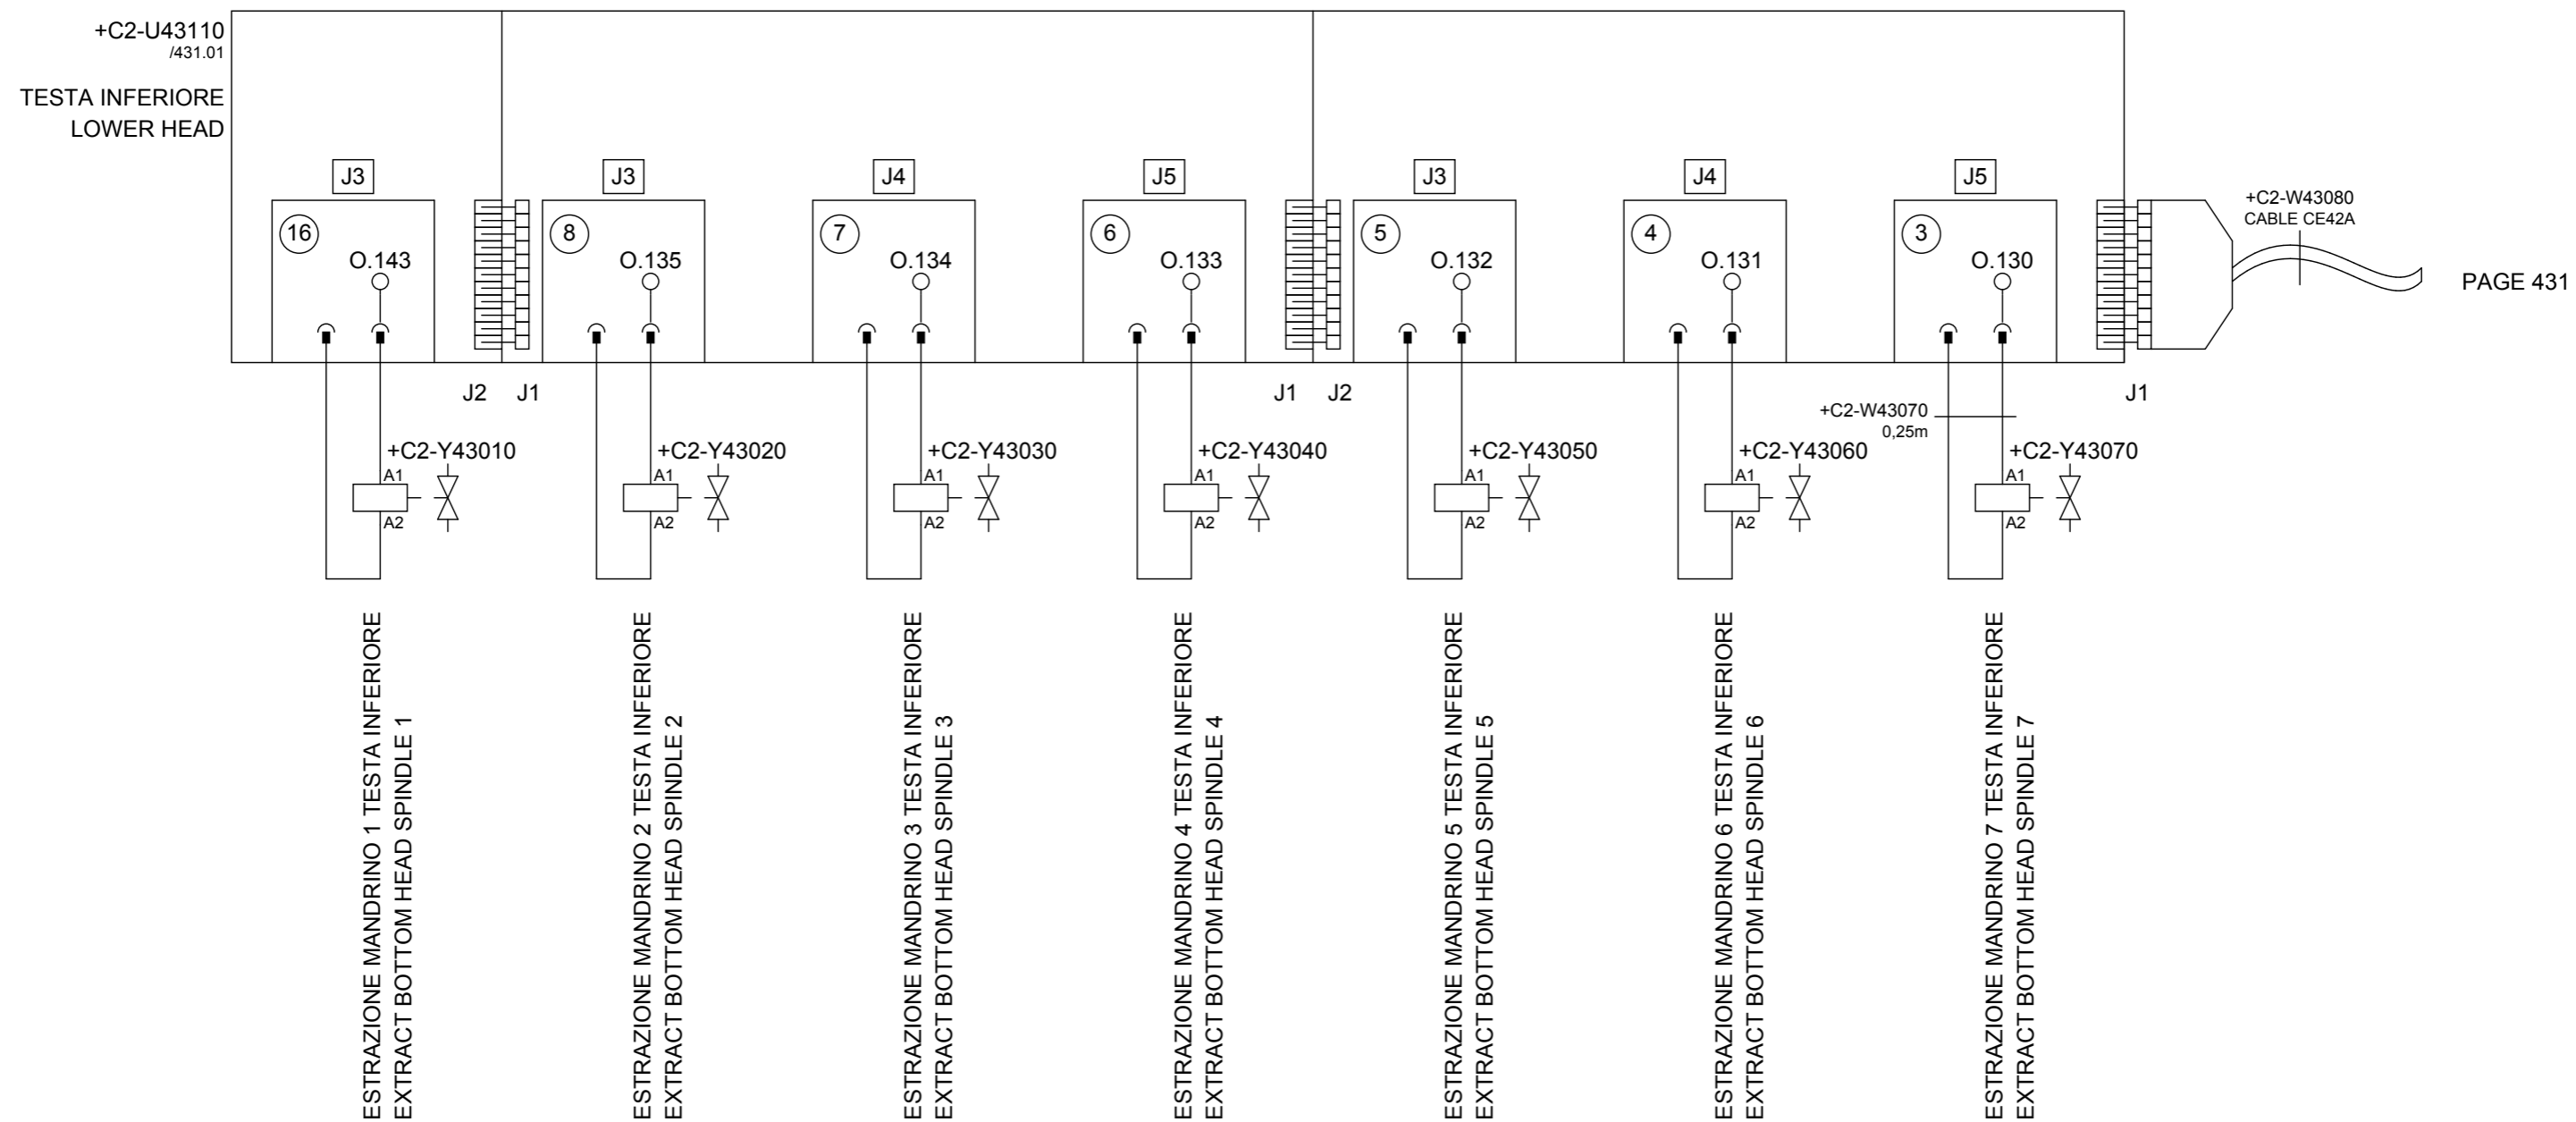 +C2-U43110
/431.01
TESTA INFERIORE
LOWER HEAD
J3
J3
J4
J5
J3
J4
J5
16
8
7
6
5
4
3
O.143
O.135
O.134
O.133
O.132
O.131
O.130
+C2-W43080
CABLE CE42A
PAGE 431
J2
J1
J1
J2
J1
+C2-W43070
0,25m
+C2-Y43010
A1
A2
+C2-Y43020
A1
A2
+C2-Y43030
A1
A2
+C2-Y43040
A1
A2
+C2-Y43050
A1
A2
+C2-Y43060
A1
A2
+C2-Y43070
A1
A2
ESTRAZIONE MANDRINO 1 TESTA INFERIORE
EXTRACT BOTTOM HEAD SPINDLE 1
ESTRAZIONE MANDRINO 2 TESTA INFERIORE
EXTRACT BOTTOM HEAD SPINDLE 2
ESTRAZIONE MANDRINO 3 TESTA INFERIORE
EXTRACT BOTTOM HEAD SPINDLE 3
ESTRAZIONE MANDRINO 4 TESTA INFERIORE
EXTRACT BOTTOM HEAD SPINDLE 4
ESTRAZIONE MANDRINO 5 TESTA INFERIORE
EXTRACT BOTTOM HEAD SPINDLE 5
ESTRAZIONE MANDRINO 6 TESTA INFERIORE
EXTRACT BOTTOM HEAD SPINDLE 6
ESTRAZIONE MANDRINO 7 TESTA INFERIORE
EXTRACT BOTTOM HEAD SPINDLE 7